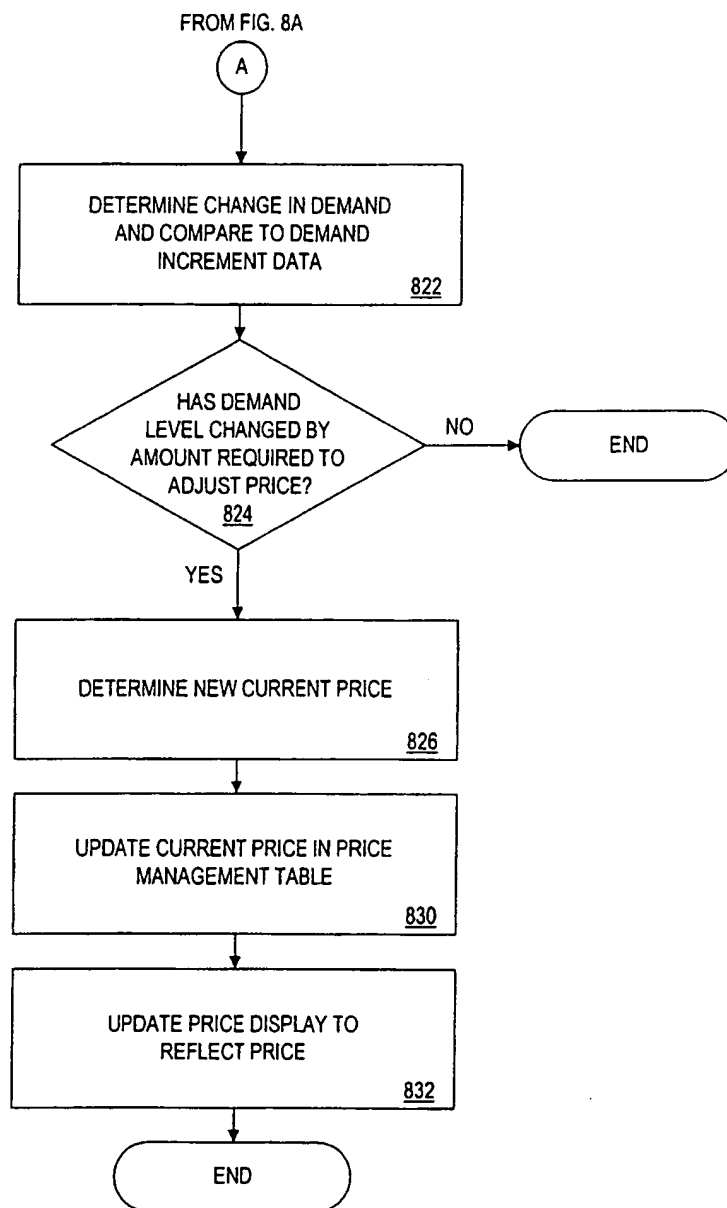 FROM FIG. 8A
A
DETERMINE CHANGE IN DEMAND
AND COMPARE TO DEMAND
INCREMENT DATA
822
HAS DEMAND
LEVEL CHANGED BY
AMOUNT REQUIRED TO
ADJUST PRICE?
824
NO
END
YES
DETERMINE NEW CURRENT PRICE
826
UPDATE CURRENT PRICE IN PRICE
MANAGEMENT TABLE
830
UPDATE PRICE DISPLAY TO
REFLECT PRICE
832
END